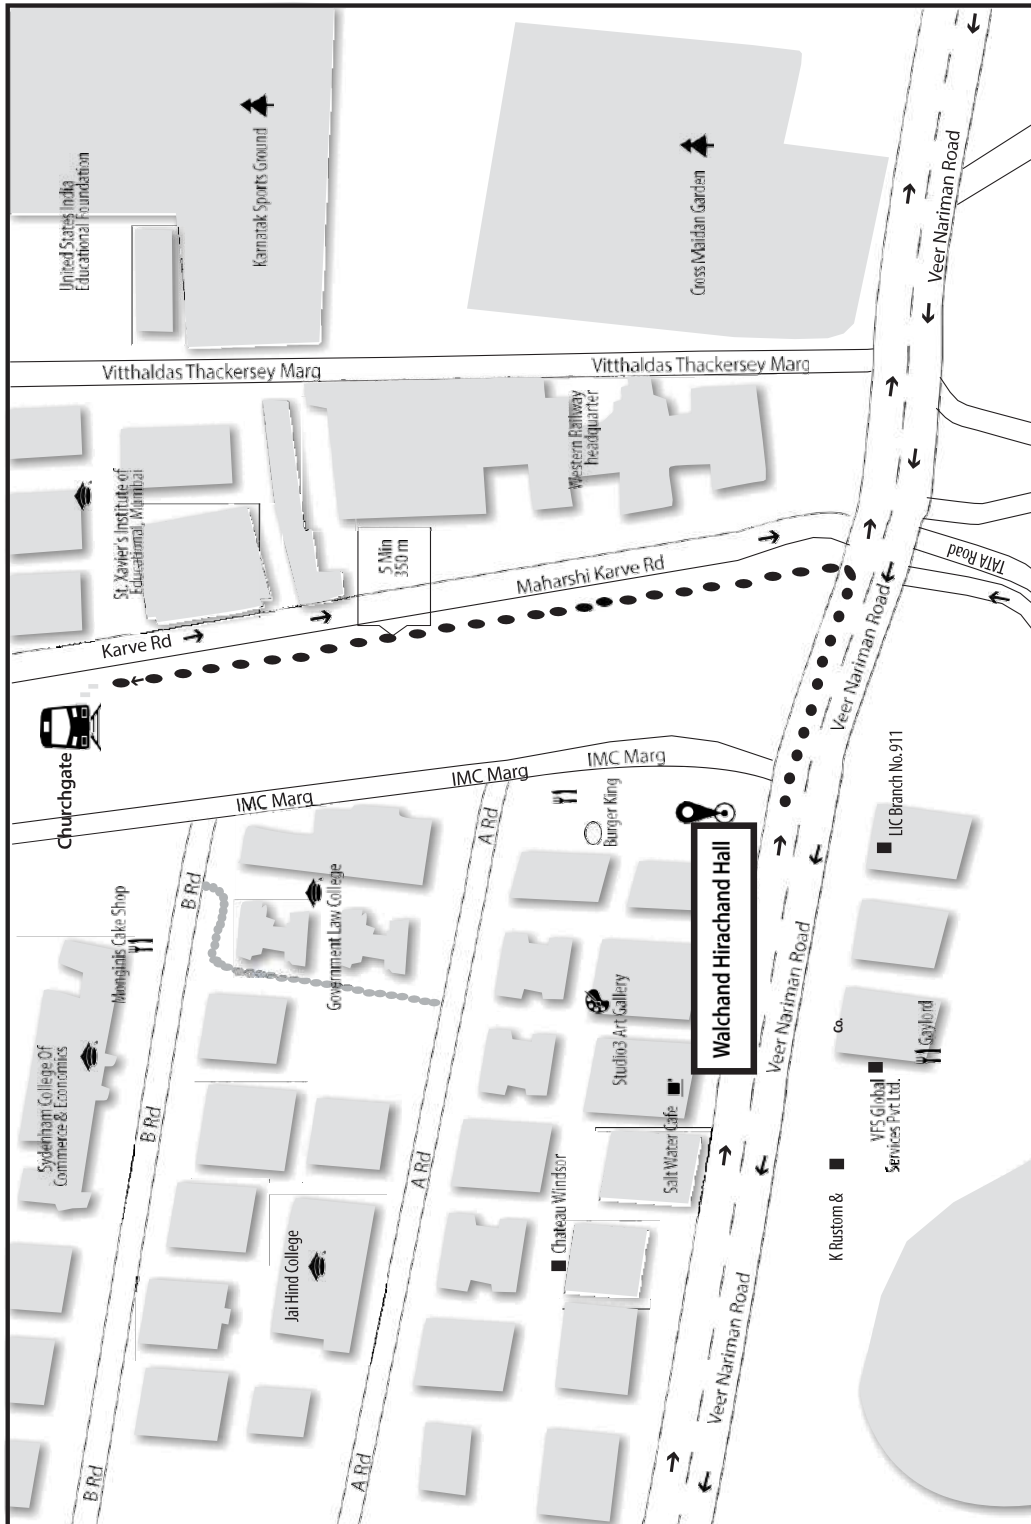 United States India
Educational Foundation
Karnatak Sports Ground
Cross Maidan Garden
Veer Nariman Road
Vitthaldas Thackersey Marg
Vitthaldas Thackersey Marg
St. Xavier's Institute of
Educational, Mumbai
Western Railway
headquarter
5 Min
350 m
Maharshi Karve Rd
TATA Road
Karve Rd
Veer Nariman Road
Churchgate
IMC Marg
IMC Marg
IMC Marg
A Rd
Burger King
LIC Branch No.911
B Rd
Monginis Cake Shop
Government Law College
Walchand Hirachand Hall
Studio3 Art Gallery
Veer Nariman Road
Co.
Gaylord
Sydenham College Of
Commerce & Economics
B Rd
A Rd
Chateau Windsor
Salt Water Cafe
VFS Global
Services Pvt Ltd.
K Rustom &
Jai Hind College
Veer Nariman Road
B Rd
A Rd